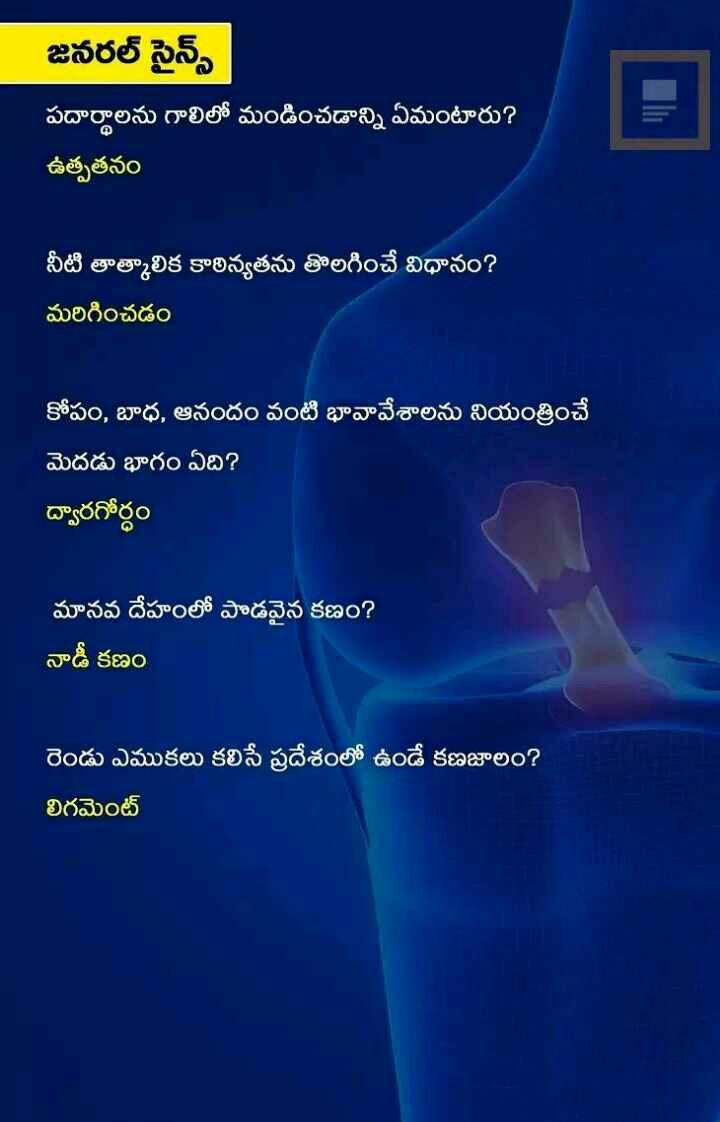 జనరల్ సైన్స్
పదార్థాలను గాలిలో మండించడాన్ని ఏమంటారు?
ఉత్పతనం
నీటి తాత్కాలిక కాఠిన్యతను తొలగించే విధానం?
మరిగించడం
కోపం, బాధ, ఆనందం వంటి భావావేశాలను నియంత్రించే
మెదడు భాగం ఏది?
ద్వారగోర్ధం
మానవ దేహంలో పొడవైన కణం?
నాడీ కణం
రెండు ఎముకలు కలిసే ప్రదేశంలో ఉండే కణజాలం?
లిగమెంట్